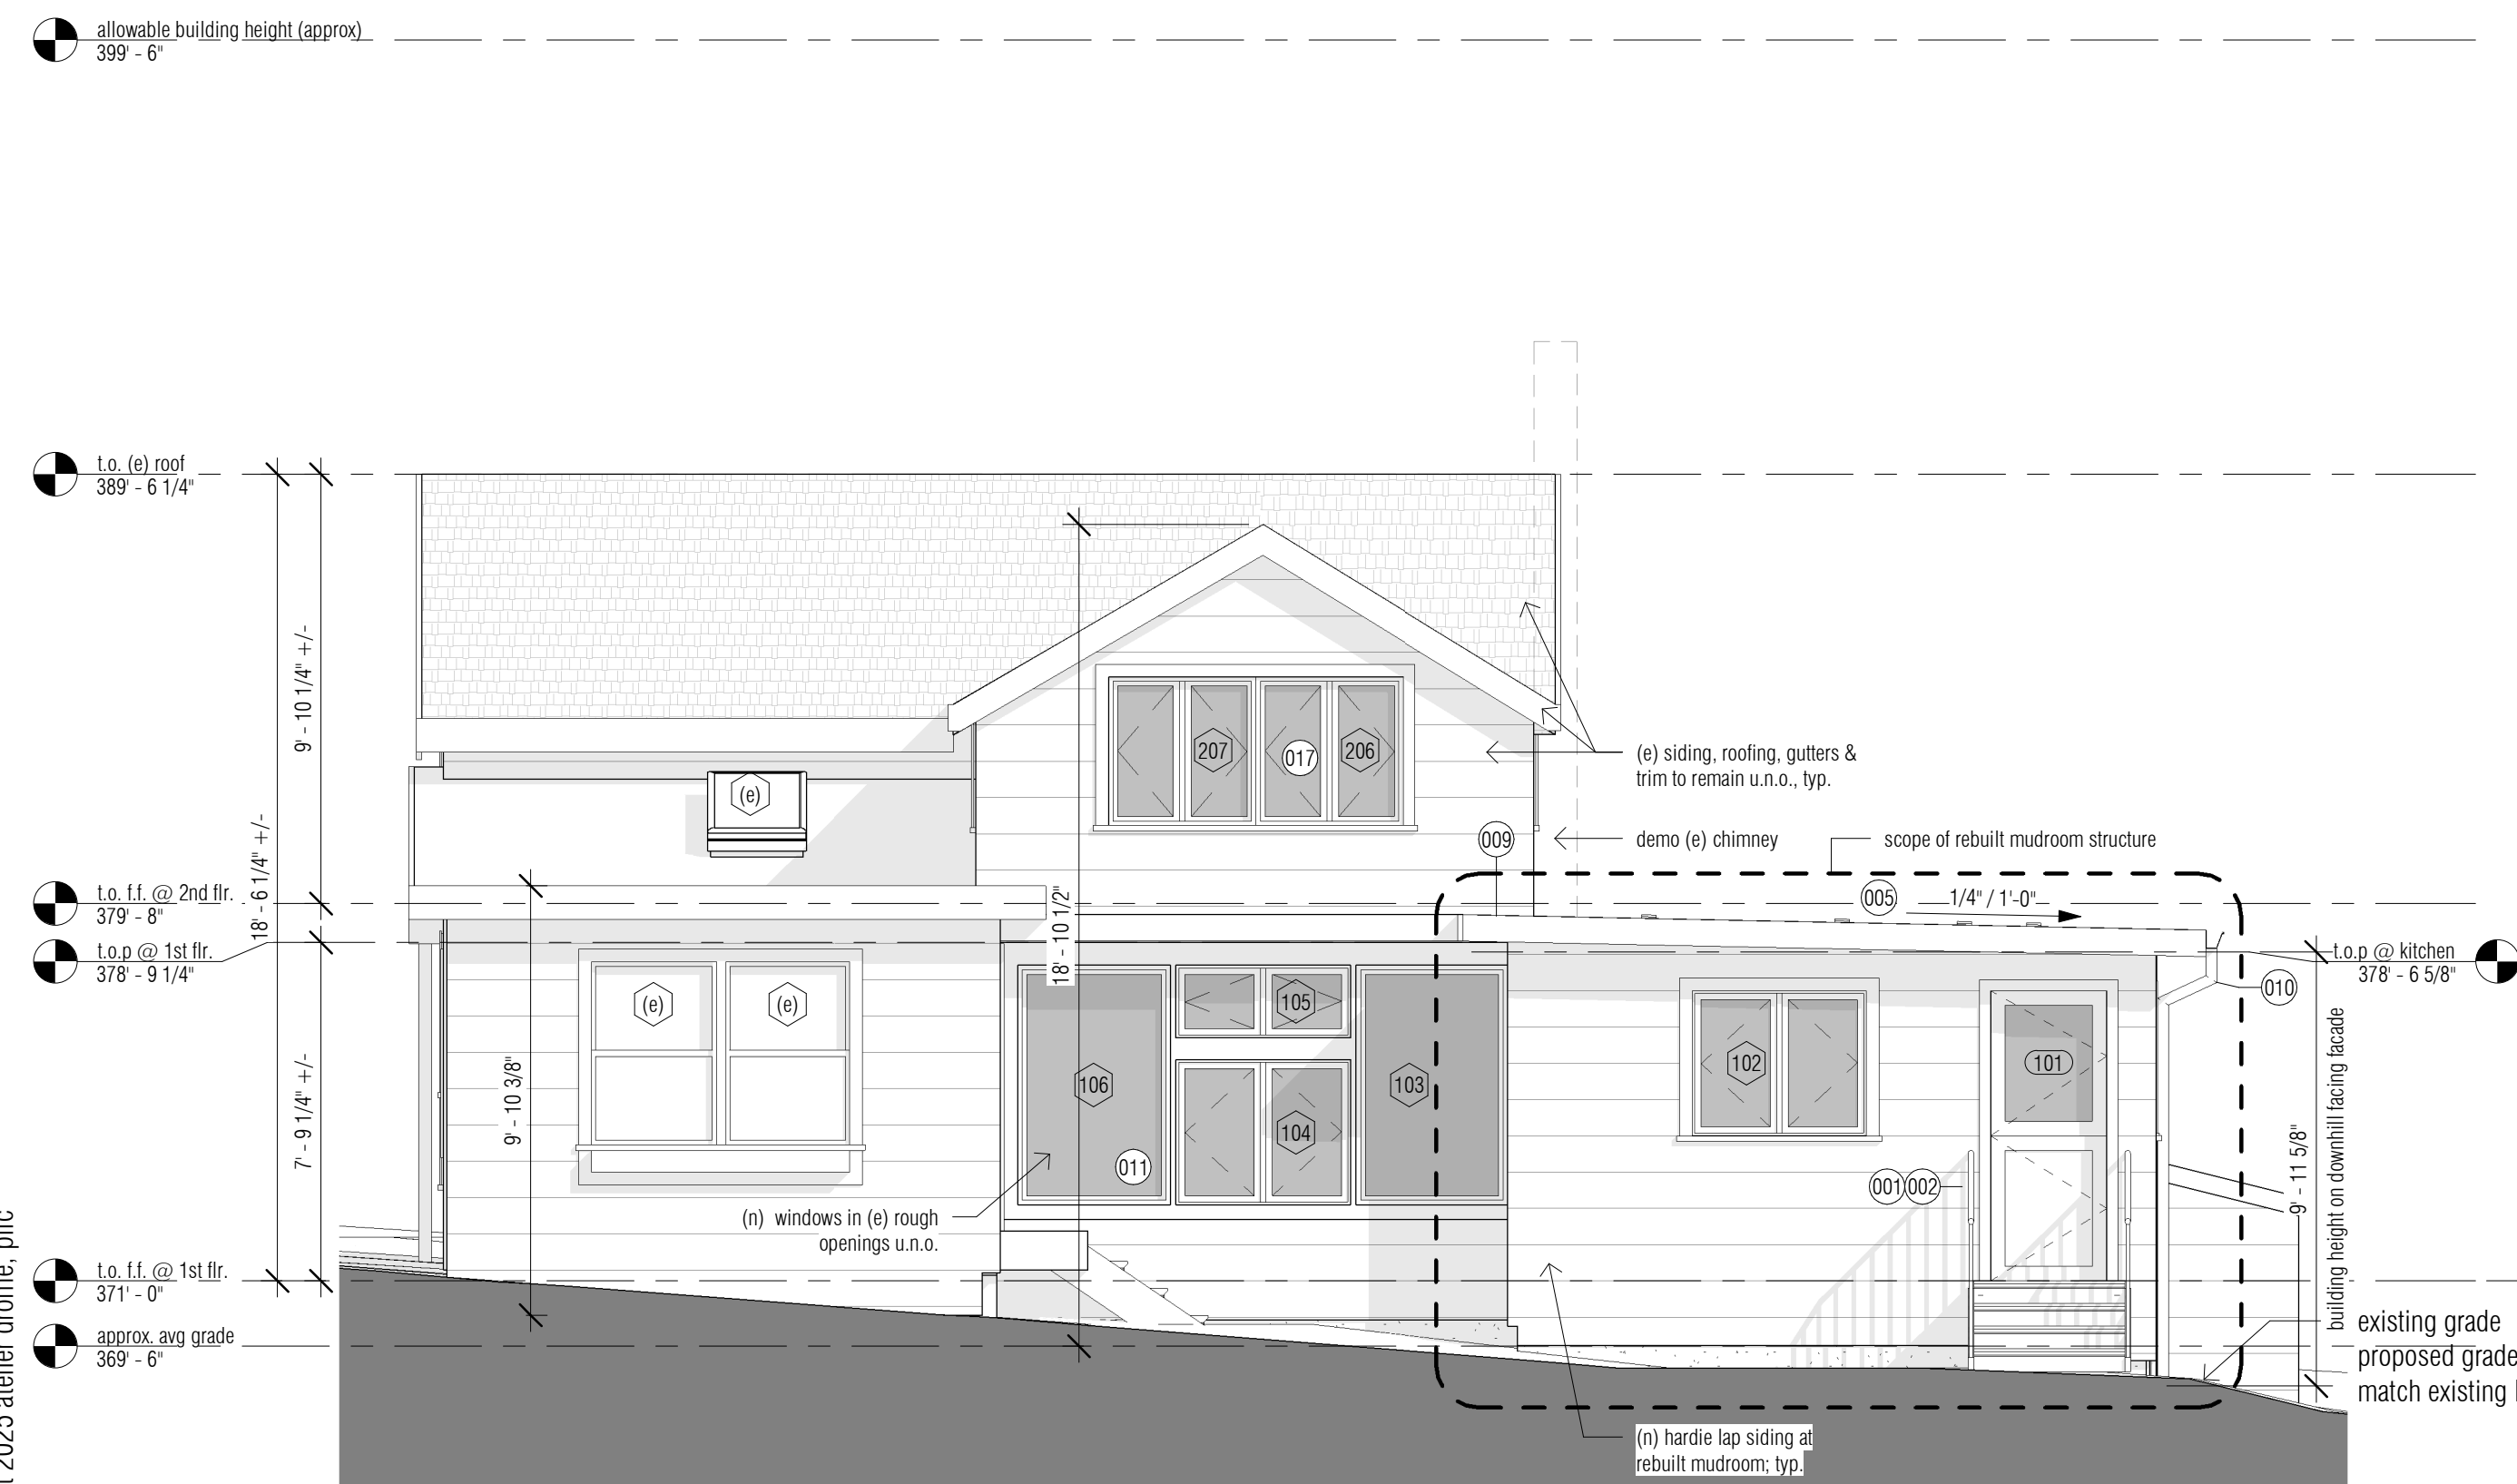 allowable building height (approx)
399' - 6"
t.o. (e) roof
389' - 6 1/4"
9' - 10 1/4" +/-
18' - 6 1/4" +/-
207
017
206
(e)
(e) siding, roofing, gutters &
trim to remain u.n.o., typ.
009
demo (e) chimney
scope of rebuilt mudroom structure
t.o. f.f. @ 2nd flr.
379' - 8"
18' - 10 1/2"
005
1/4" / 1'-0"
t.o.p @ 1st flr.
378' - 9 1/4"
t.o.p @ kitchen
378' - 6 5/8"
010
(e)
(e)
105
106
103
104
102
101
7' - 9 1/4" +/-
9' - 10 3/8"
011
001
002
9' - 11 5/8"
building height on downhill facing facade
(n) windows in (e) rough
openings u.n.o.
t.o. f.f. @ 1st flr.
371' - 0"
approx. avg grade
369' - 6"
existing grade
proposed grade
match existing
(n) hardie lap siding at
rebuilt mudroom; typ.
2025 atelier drome, pllc